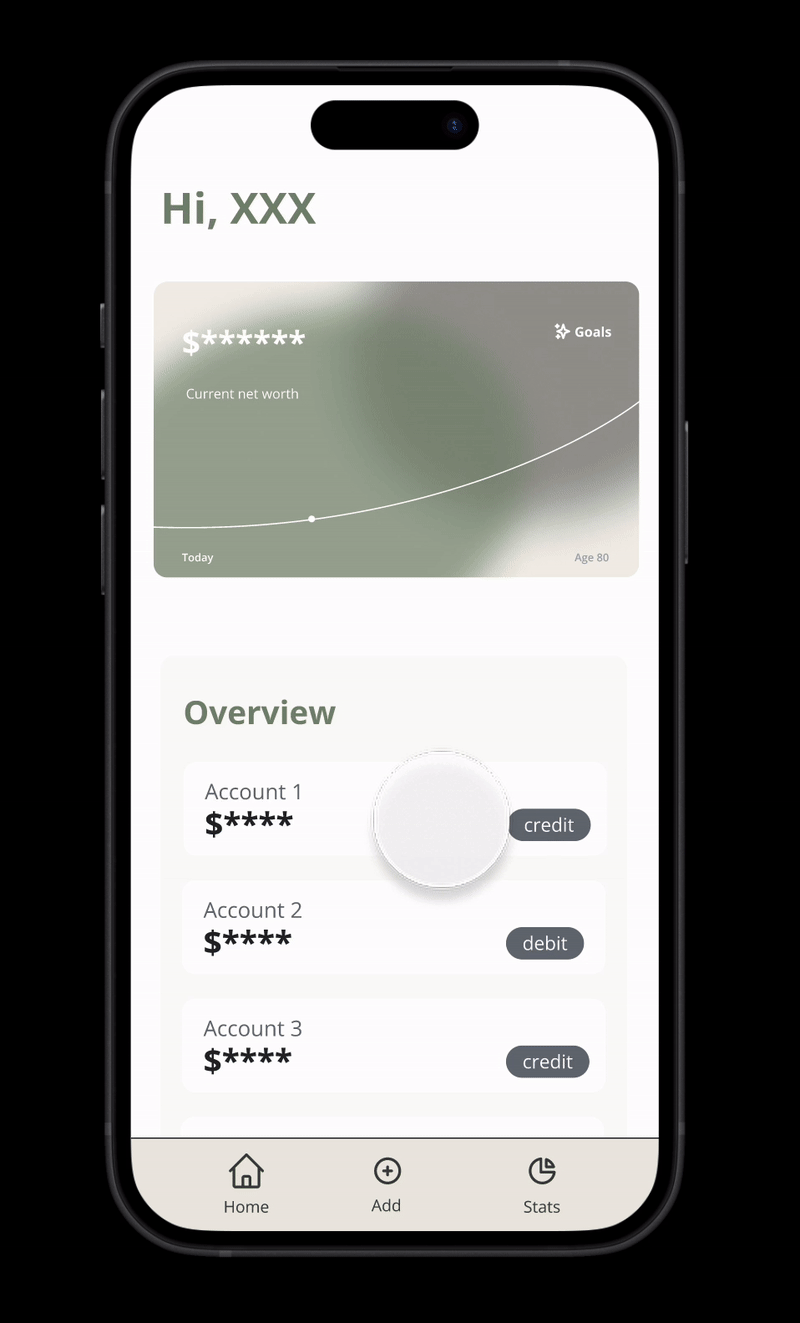 Hi, XXX
$******
Goals
Current net worth
Today
Age 80
Overview
Account 1
$****
credit
Account 2
$****
debit
Account 3
$****
credit
Home
Add
Stats